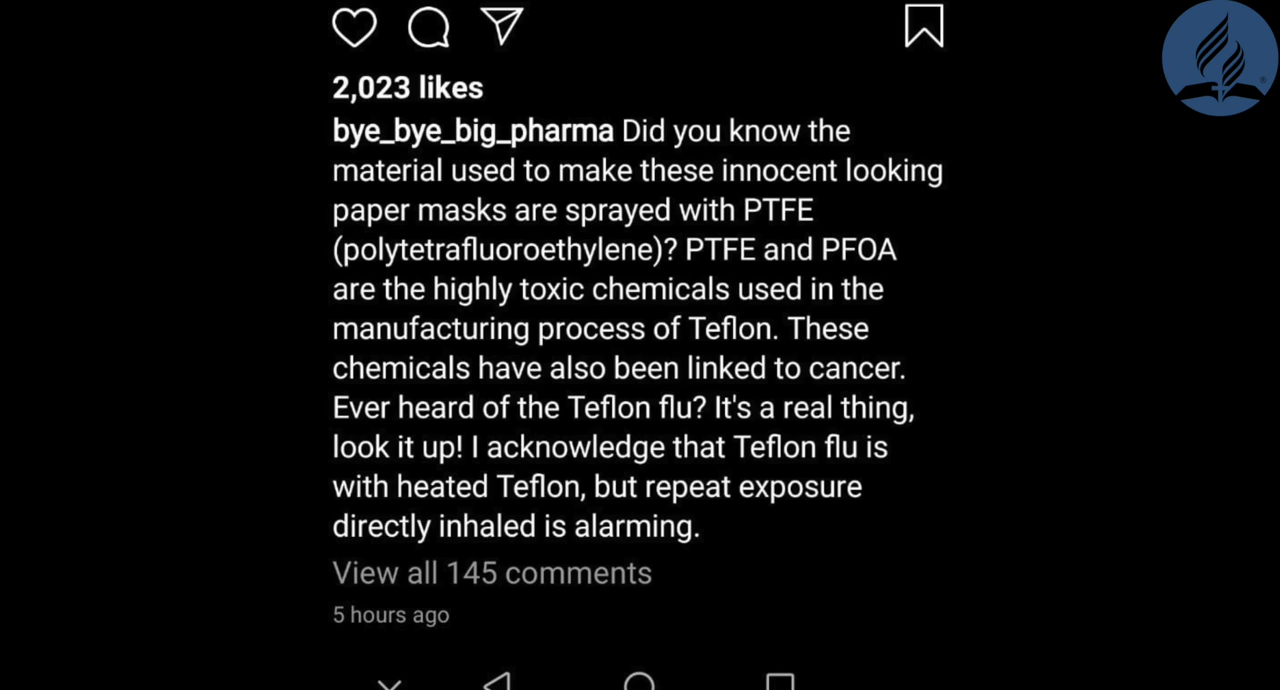 2,023 likes
bye_bye_big_pharma Did you know the
material used to make these innocent looking
paper masks are sprayed with PTFE
(polytetrafluoroethylene)? PTFE and PFOA
are the highly toxic chemicals used in the
manufacturing process of Teflon. These
chemicals have also been linked to cancer.
Ever heard of the Teflon flu? It's a real thing,
look it up! I acknowledge that Teflon flu is
with heated Teflon, but repeat exposure
directly inhaled is alarming.
View all 145 comments
5 hours ago
®